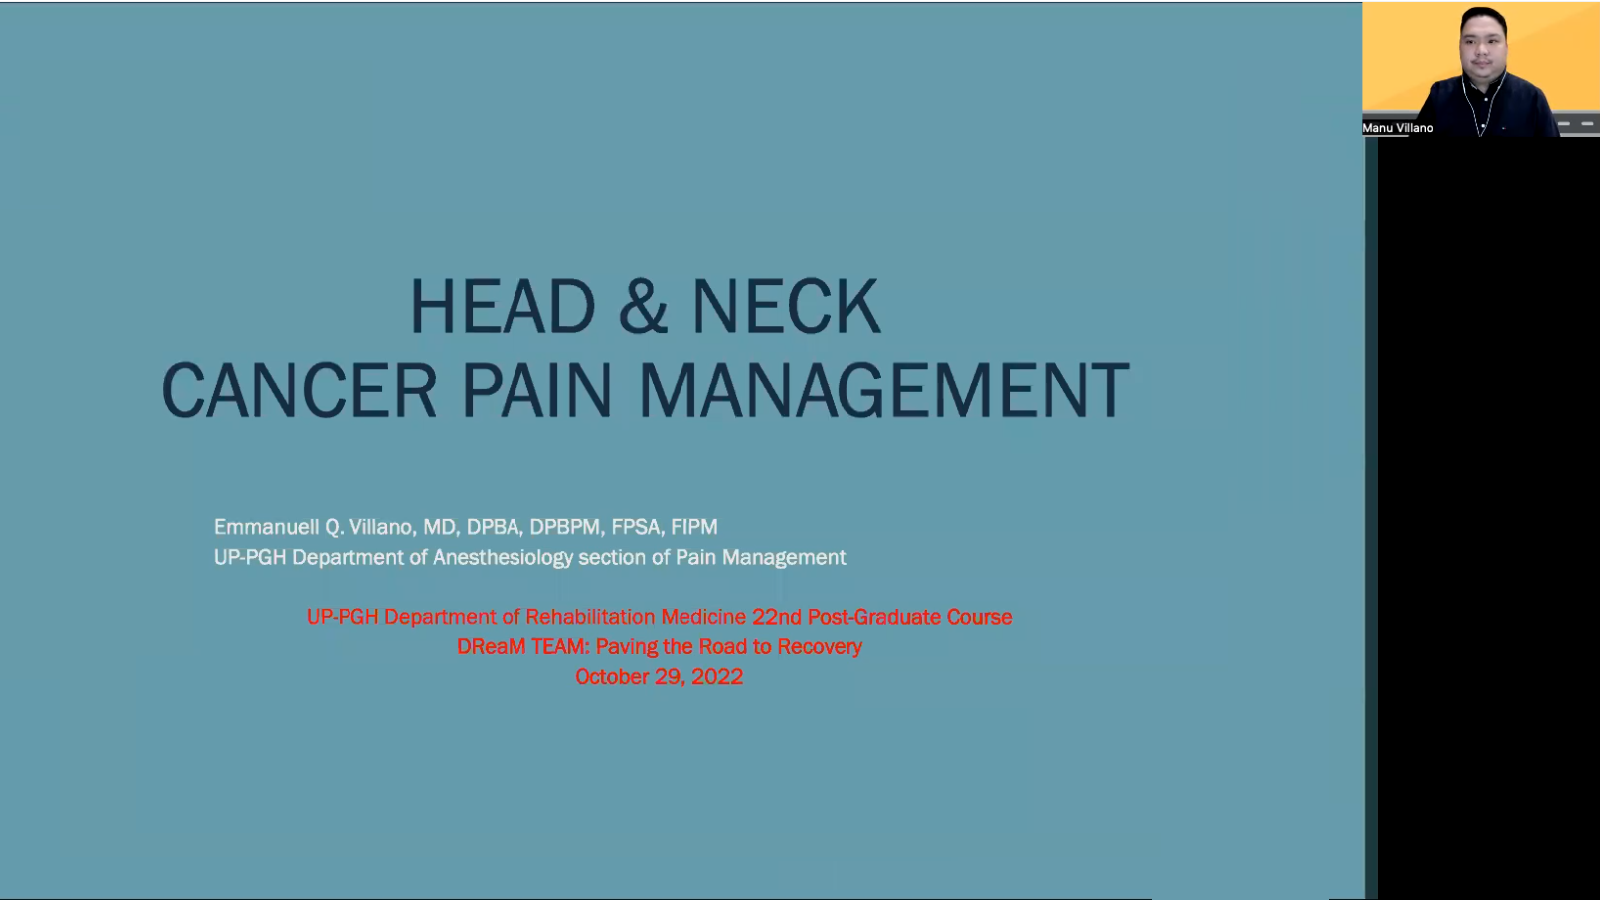 HEAD & NECK
CANCER PAIN MANAGEMENT
Emmanuell Q. Villano, MD, DPBA, DPBPM, FPSA, FIPM
UP-PGH Department of Anesthesiology section of Pain Management
UP-PGH Department of Rehabilitation Medicine 22nd Post-Graduate Course
DReaM TEAM: Paving the Road to Recovery
October 29, 2022
Manu Villano